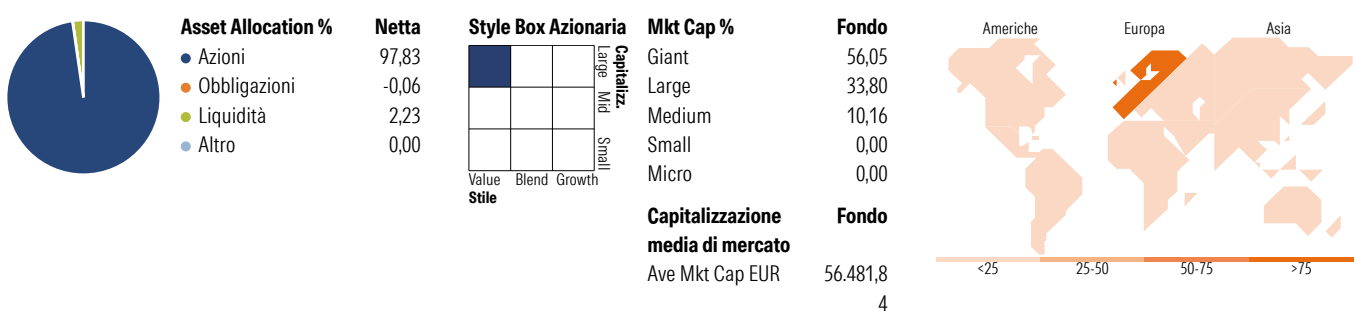 Asset Allocation % Netta
Azioni 97,83
Obbligazioni -0,06
Liquidità 2,23
Altro 0,00
Style Box Azionaria
Large Mid Small
Capitalizz.
Value Blend Growth
Stile
Mkt Cap % Fondo
Giant 56,05
Large 33,80
Medium 10,16
Small 0,00
Micro 0,00
Capitalizzazione Fondo
media di mercato
Ave Mkt Cap EUR 56.481,8
4
Americhe Europa Asia
<25 25-50 50-75 >75